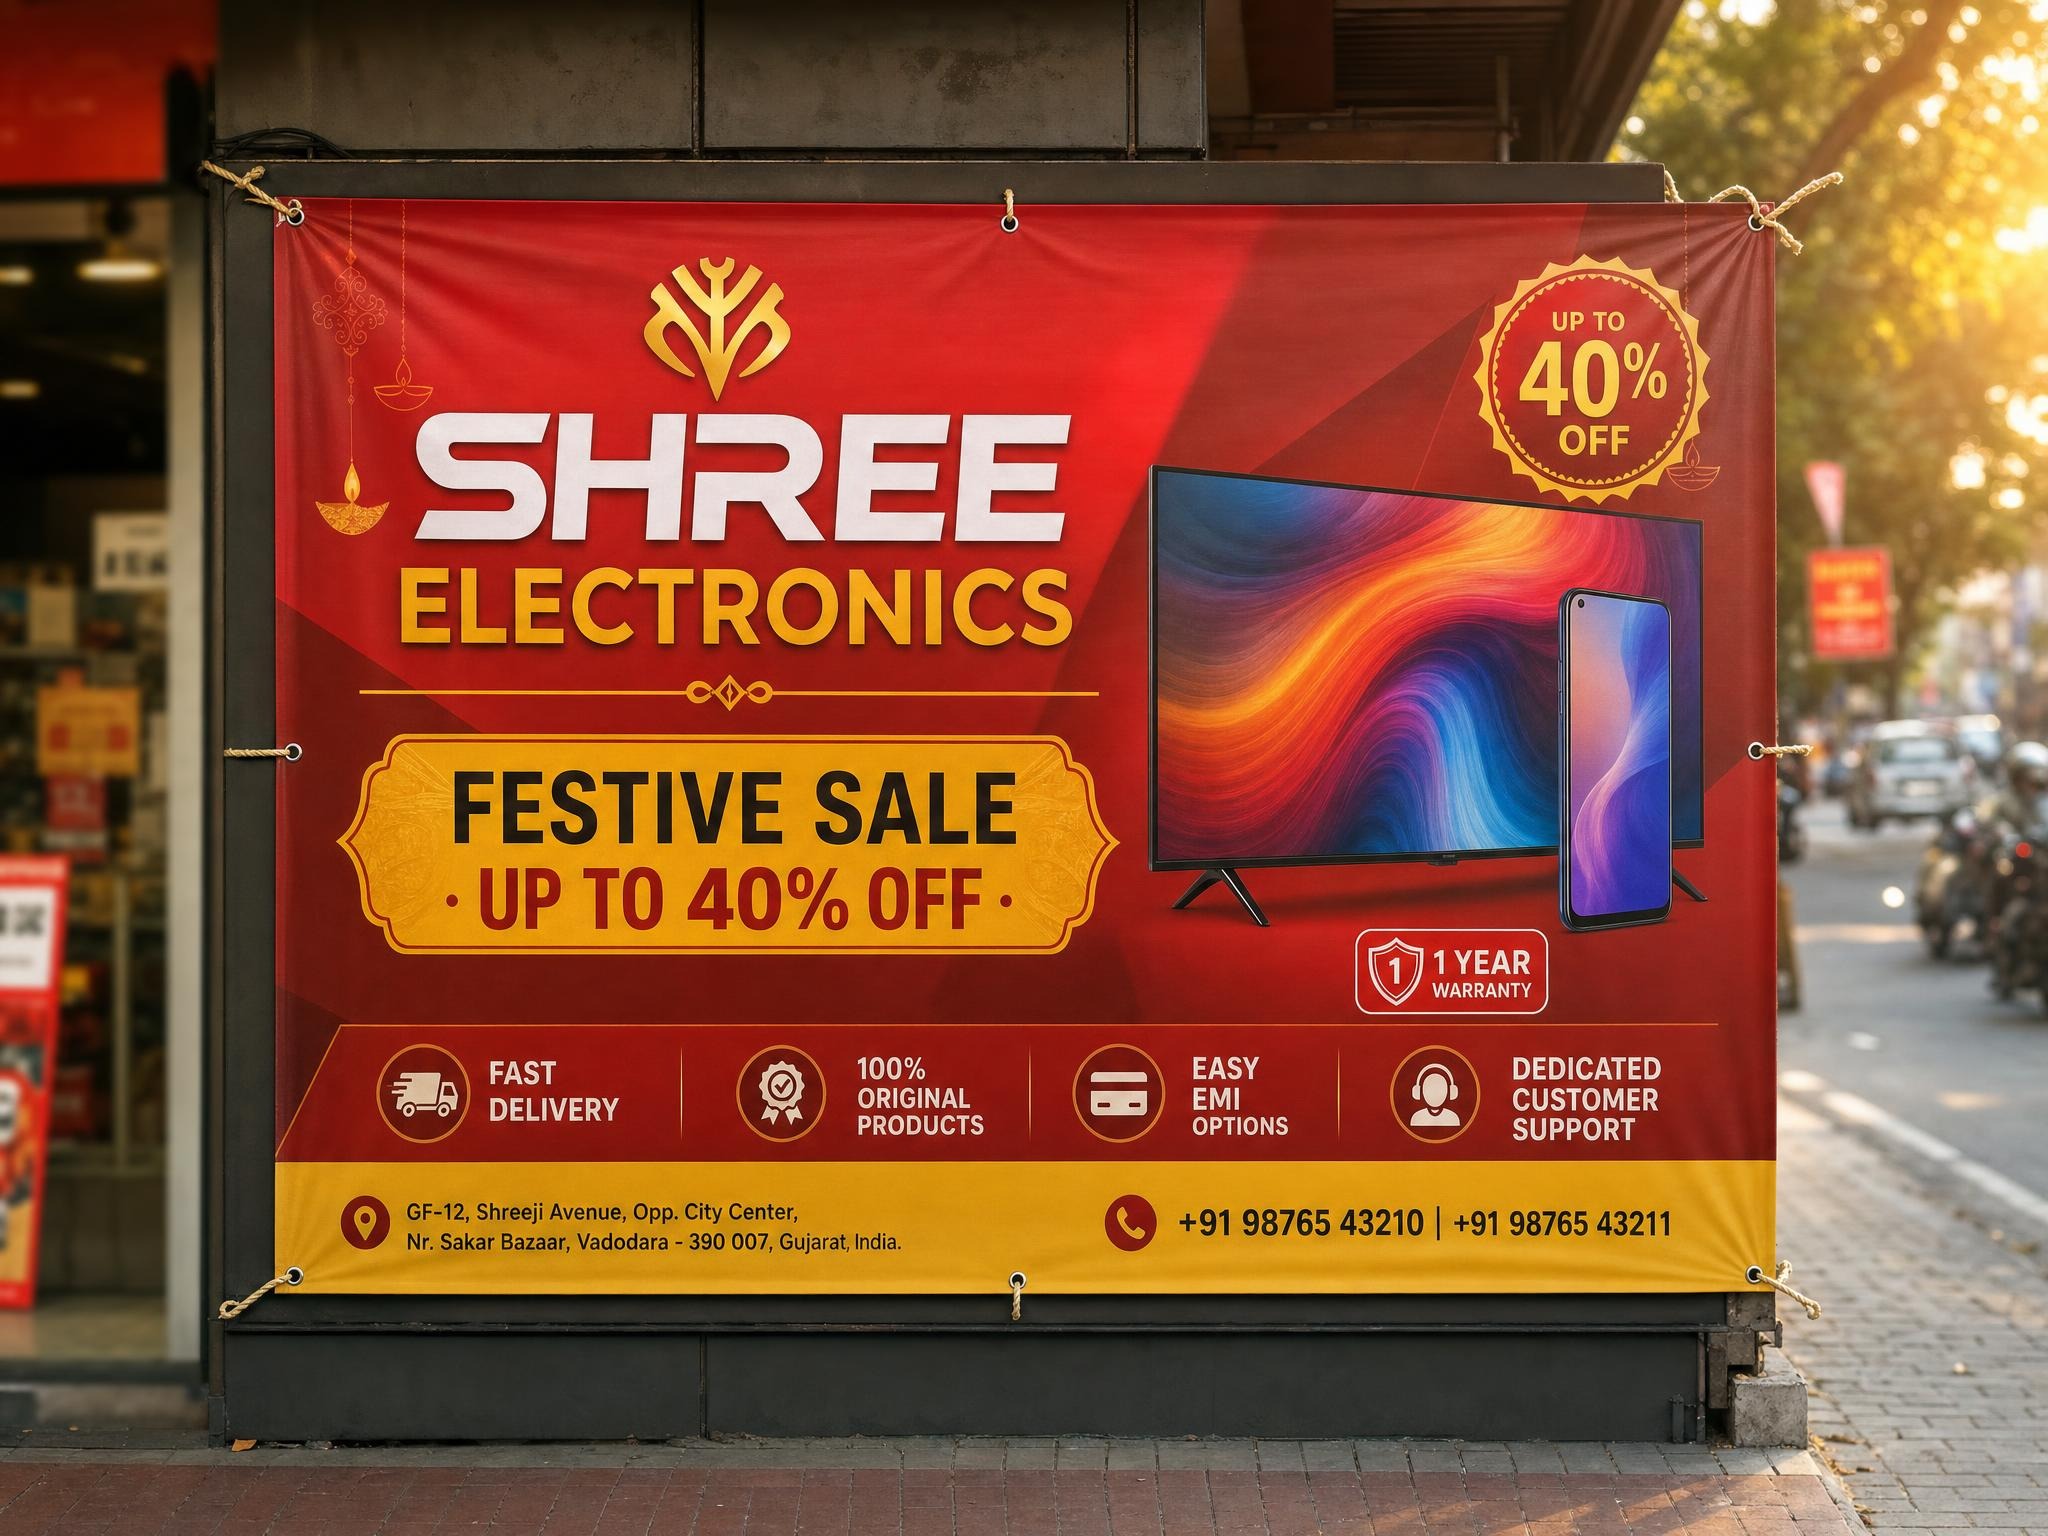 SHREE
ELECTRONICS
FESTIVE SALE
• UP TO 40% OFF •
UP TO
40%
OFF
1
1 YEAR
WARRANTY
FAST
DELIVERY
100%
ORIGINAL
PRODUCTS
EASY
EMI
OPTIONS
DEDICATED
CUSTOMER
SUPPORT
GF-12, Shreeji Avenue, Opp. City Center,
Nr. Sakar Bazaar, Vadodara - 390 007, Gujarat, India.
+91 98765 43210 | +91 98765 43211